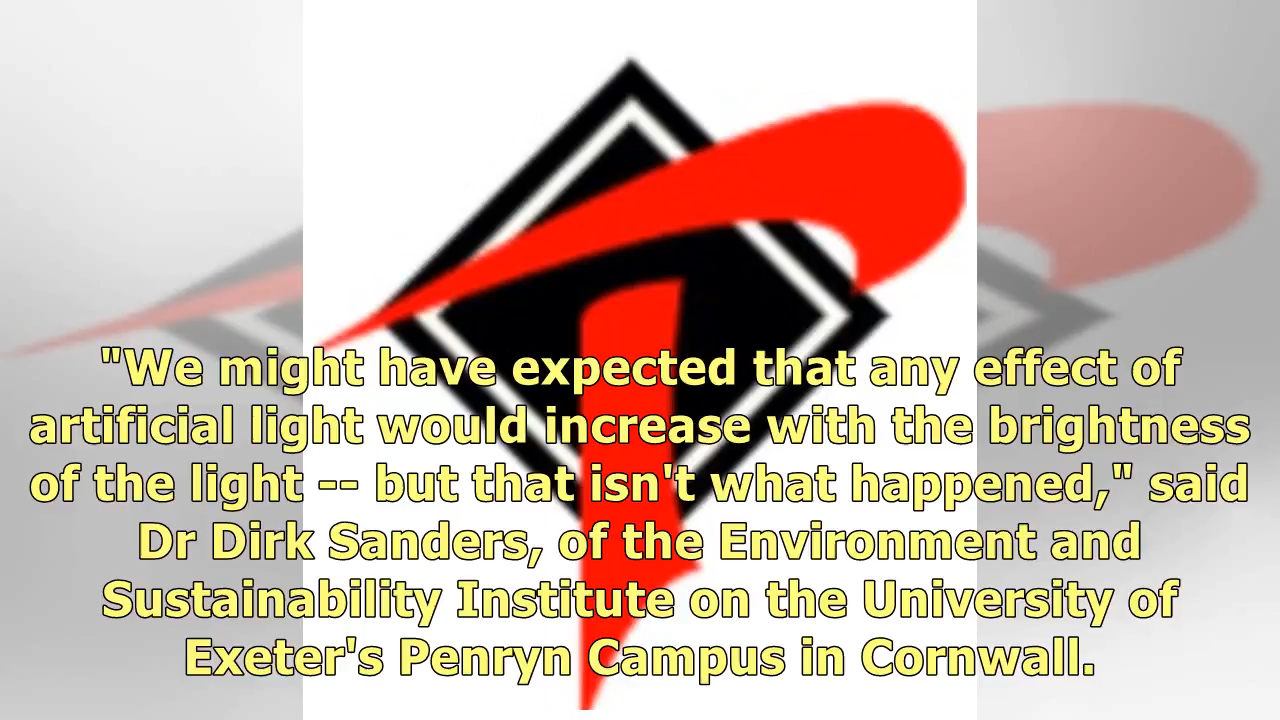 "We might have expected that any effect of
artificial light would increase with the brightness
of the light -- but that isn't what happened," said
Dr Dirk Sanders, of the Environment and
Sustainability Institute on the University of
Exeter's Penryn Campus in Cornwall.